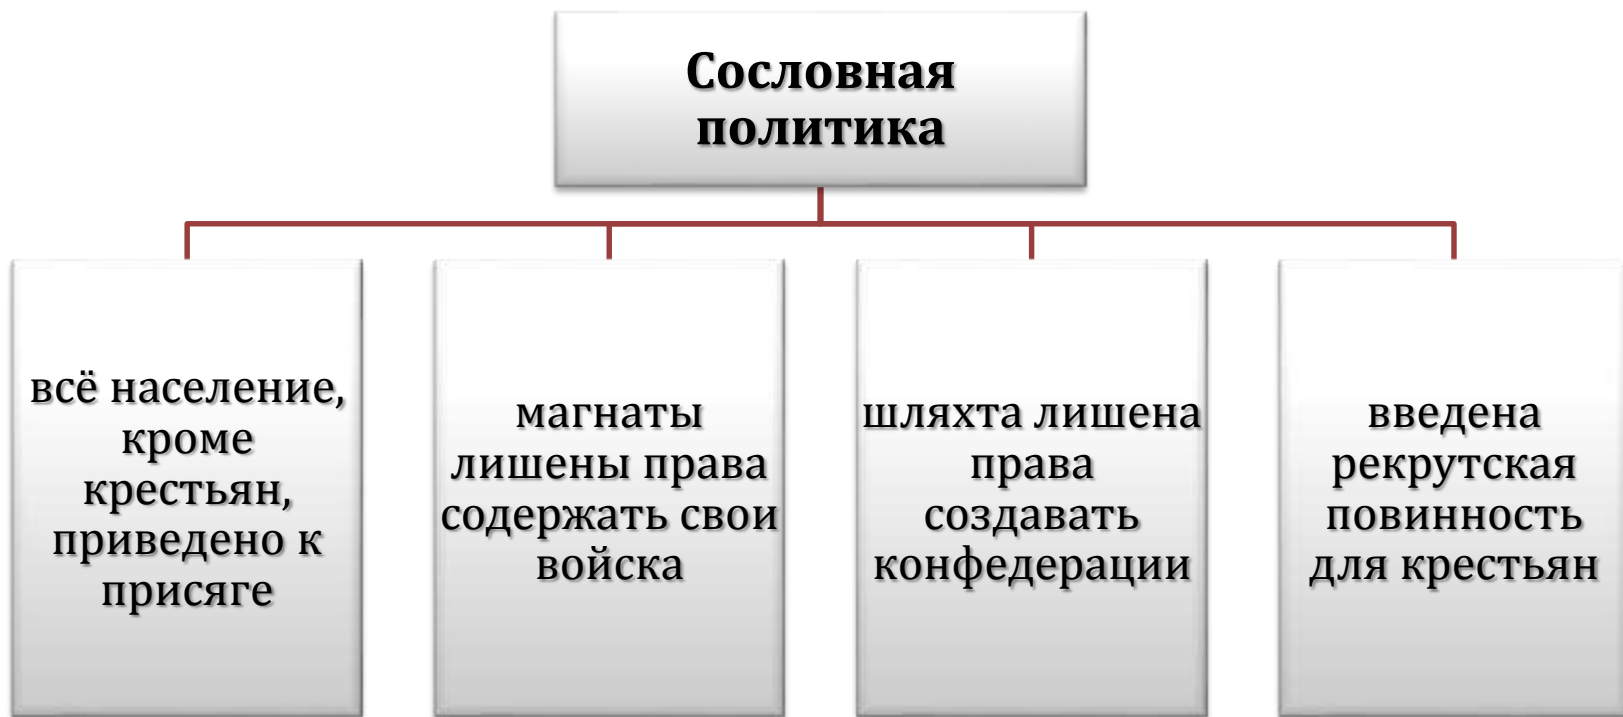 Сословная
политика
всё население,
кроме
крестьян,
приведено к
присяге
магнаты
лишены права
содержать свои
войска
шляхта лишена
права
создавать
конфедерации
введена
рекрутская
повинность
для крестьян